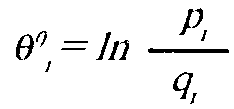 θ⁰ᵢ = ln pᵢ / qᵢ